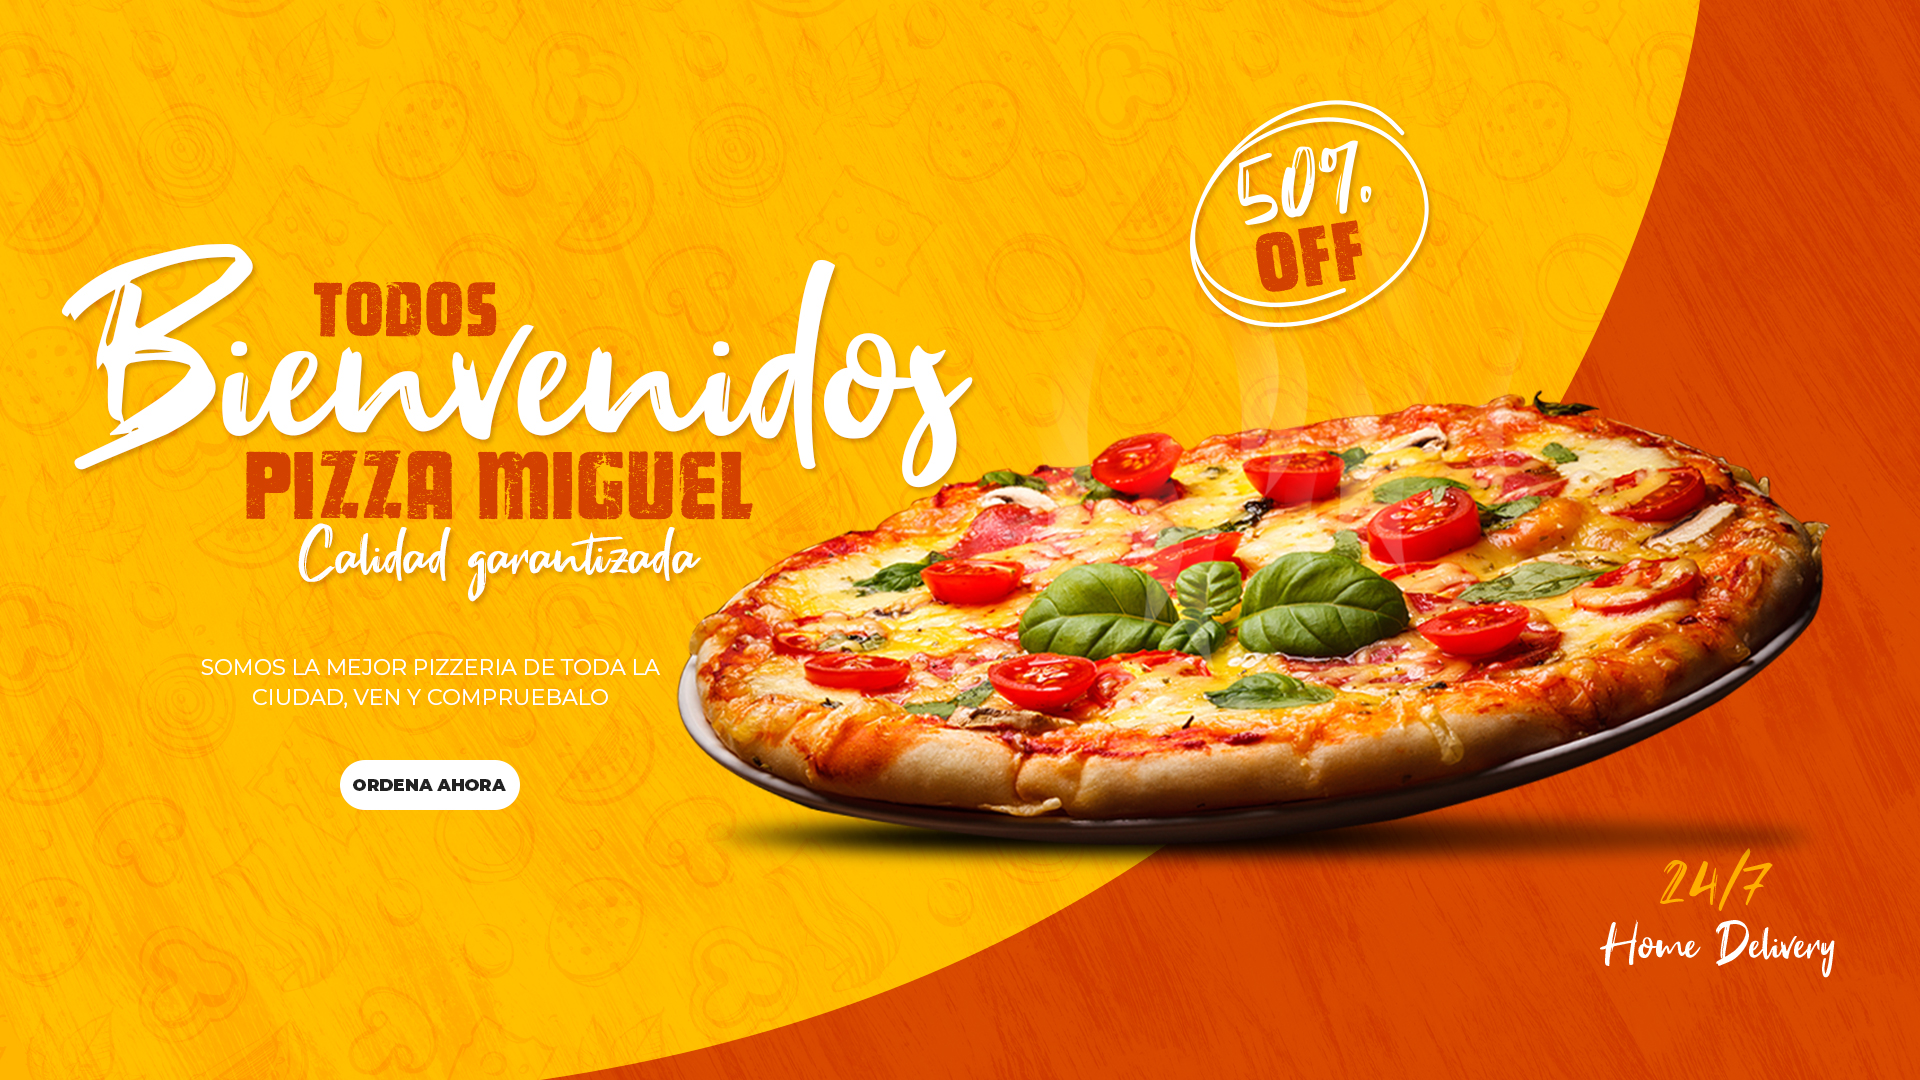 TODOS
Bienvenidos
PIZZA MIGUEL
Calidad garantizada
SOMOS LA MEJOR PIZZERIA DE TODA LA
CIUDAD, VEN Y COMPRUEBALO
ORDENA AHORA
50%
OFF
24/7
Home Delivery